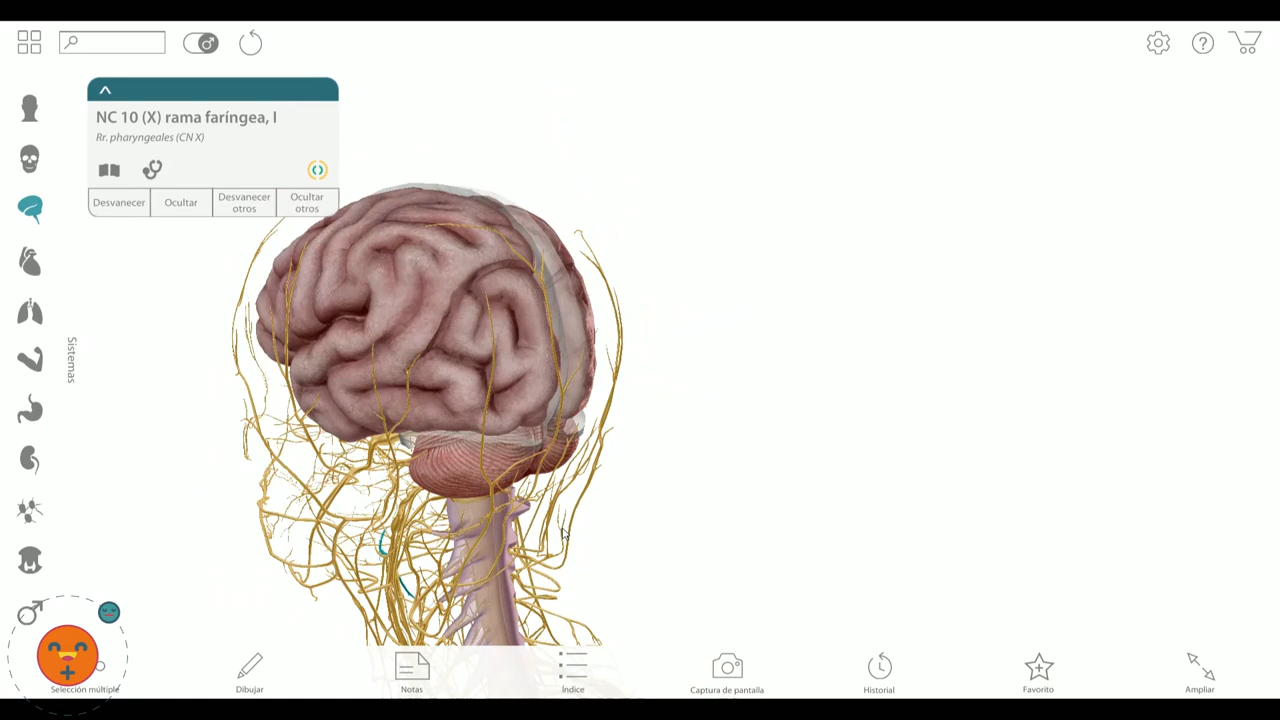 NC 10 (X) rama faríngea, I
Rr. pharyngeales (CN X)
Desvanecer
Ocultar
Desvanecer
otros
Ocultar
otros
Sistemas
Selección múltiple
Dibujar
Notas
Índice
Captura de pantalla
Historial
Favorito
Ampliar